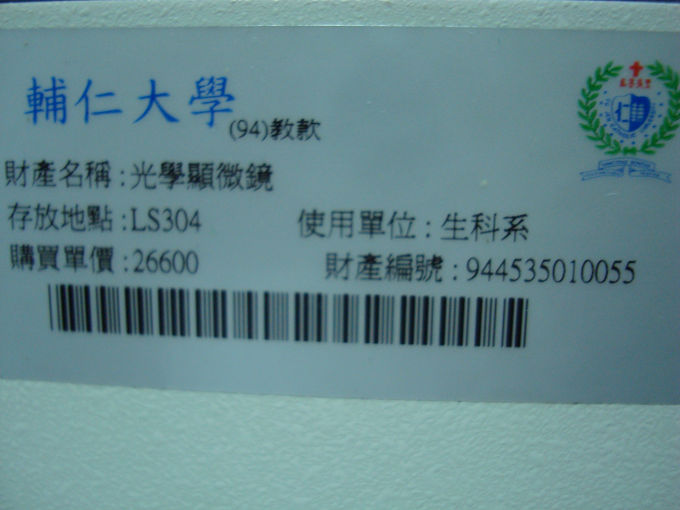 輔仁大學(94)教款
財產名稱:光學顯微鏡
存放地點:LS304 使用單位:生科系
購買單價:26600 財產編號:944535010055